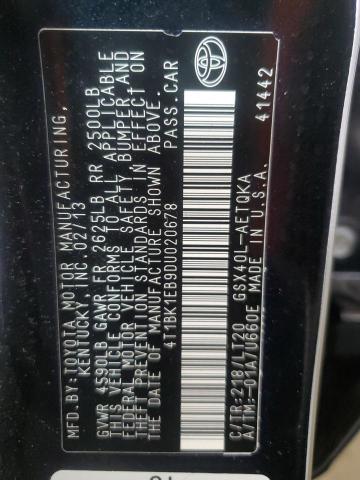 MFD.BY:TOYOTA MOTOR MANUFACTURING,
KENTUCKY, INC. 02/13
GVWR 4590LB GAWR FR 2625LB RR 2500LB
THIS VEHICLE CONFORMS TO ALL APPLICABLE
FEDERAL MOTOR VEHICLE SAFETY, BUMPER, AND
THEFT PREVENTION STANDARDS IN EFFECT ON
THE DATE OF MANUFACTURE SHOWN ABOVE.
4T1BK1EB9DU020678 PASS.CAR
C/TR:218/LT20 GSX40L-AETQKA
A/TM:-01A/U660E MADE IN U.S.A. 41442